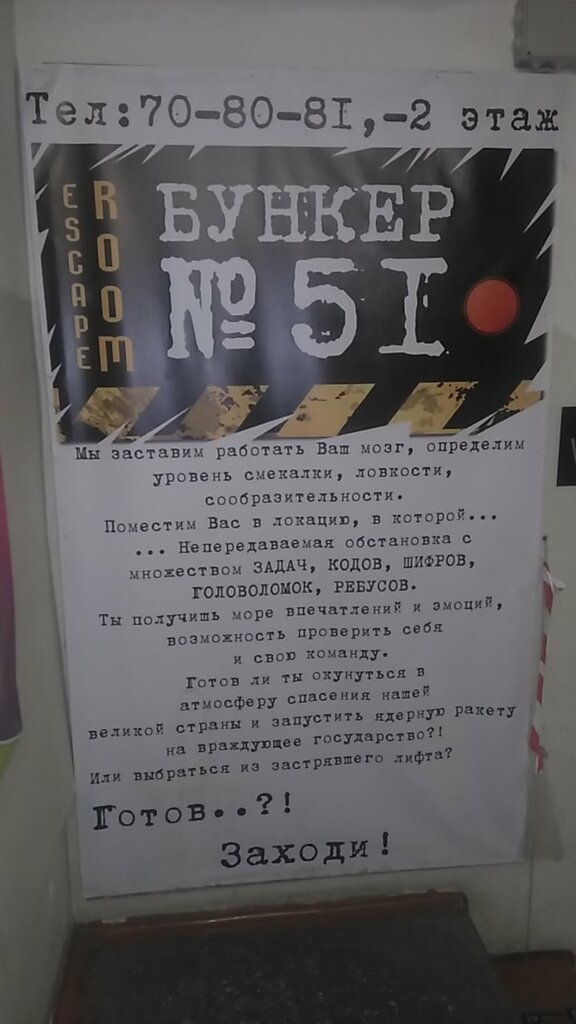 Тел:70-80-81,-2 этаж
ESCAPE
ROOM
БУНКЕР
№ 51
Мы заставим работать Ваш мозг, определим
уровень смекалки, ловкости,
сообразительности.
Поместим Вас в локацию, в которой...
... Непередаваемая обстановка с
множеством ЗАДАЧ, КОДОВ, ШИФРОВ,
ГОЛОВОЛОМОК, РЕБУСОВ.
Ты получишь море впечатлений и эмоций,
возможность проверить себя
и свою команду.
Готов ли ты окунуться в
атмосферу спасения нашей
великой страны и запустить ядерную ракету
на враждующее государство?!
Или выбраться из застрявшего лифта?
Готов..?!
Заходи!